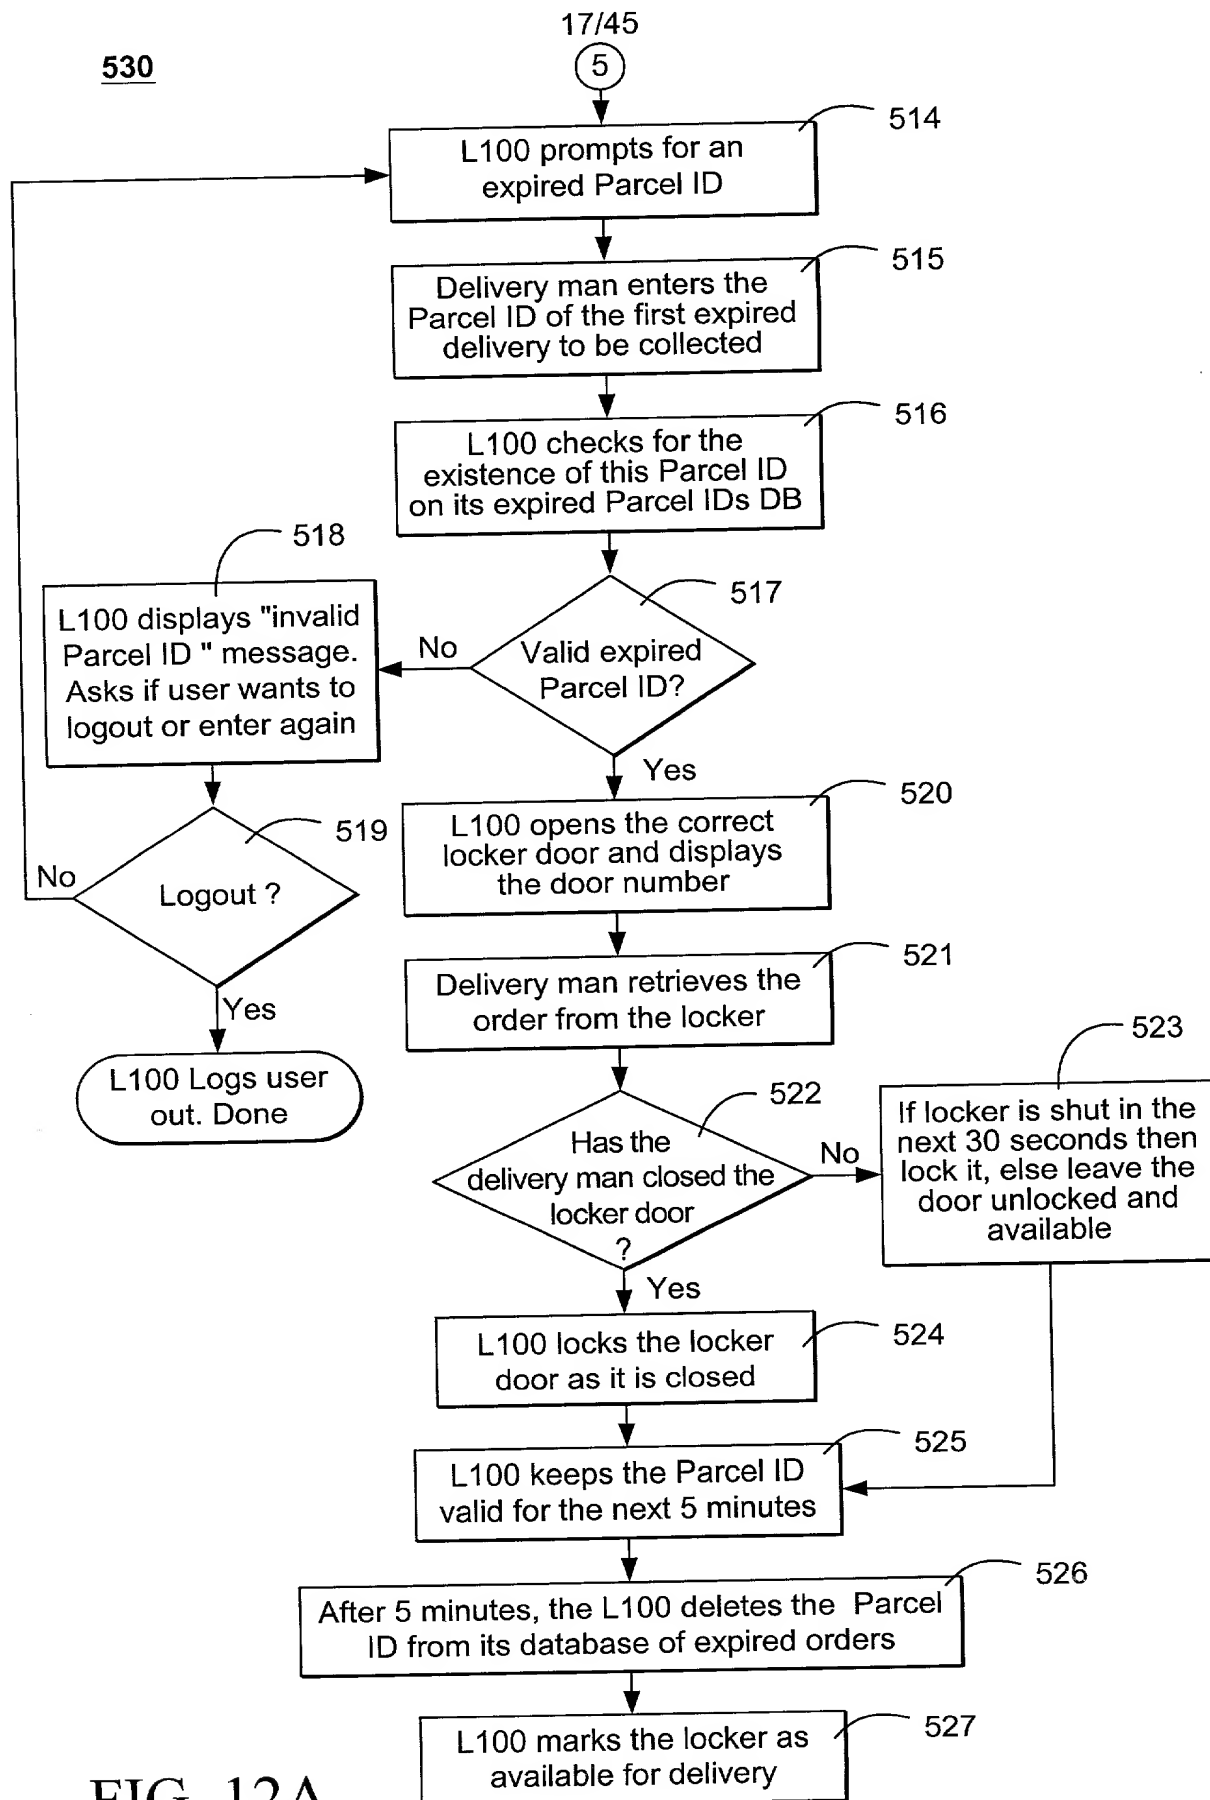 17/45
530
5
514
L100 prompts for an
expired Parcel ID
515
Delivery man enters the
Parcel ID of the first expired
delivery to be collected
516
L100 checks for the
existence of this Parcel ID
on its expired Parcel IDs DB
518
517
L100 displays "invalid
Parcel ID " message.
Asks if user wants to
logout or enter again
No
Valid expired
Parcel ID?
Yes
520
L100 opens the correct
locker door and displays
the door number
519
No
Logout ?
Yes
L100 Logs user
out. Done
521
Delivery man retrieves the
order from the locker
522
Has the
delivery man closed the
locker door
?
No
523
If locker is shut in the
next 30 seconds then
lock it, else leave the
door unlocked and
available
Yes
524
L100 locks the locker
door as it is closed
525
L100 keeps the Parcel ID
valid for the next 5 minutes
526
After 5 minutes, the L100 deletes the Parcel
ID from its database of expired orders
527
L100 marks the locker as
available for delivery
FIG. 12A